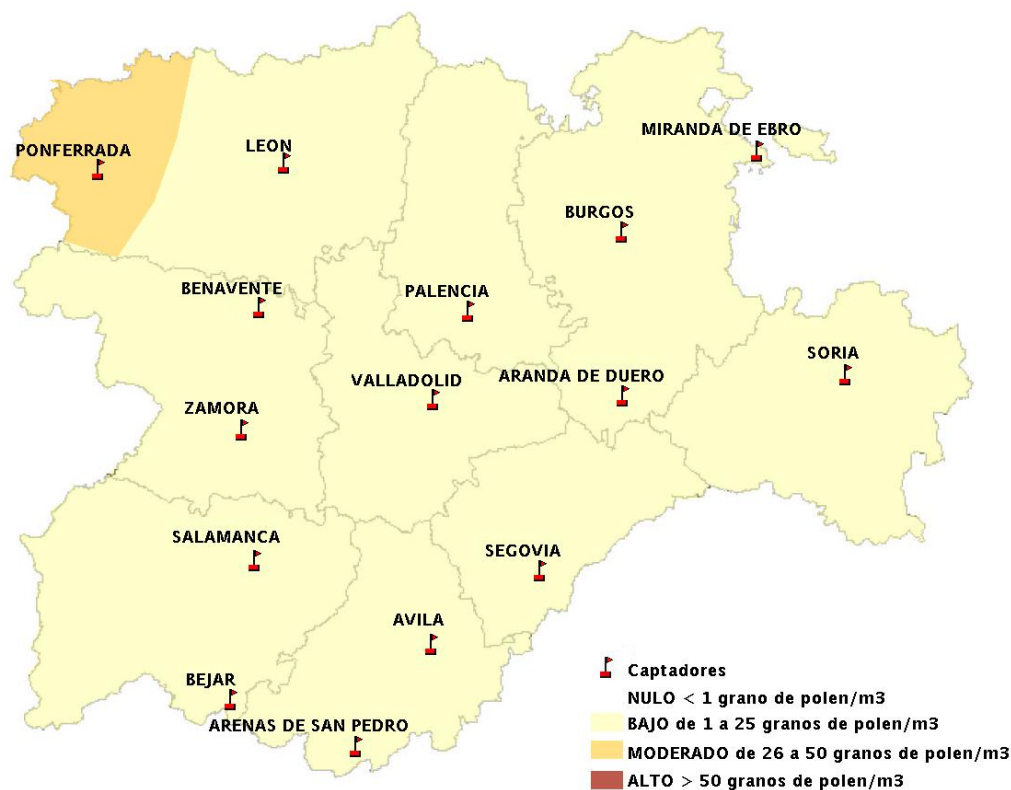 MIRANDA DE EBRO
PONFERRADA
LEON
BURGOS
BENAVENTE
PALENCIA
SORIA
VALLADOLID
ARANDA DE DUERO
ZAMORA
SALAMANCA
SEGOVIA
AVILA
BEJAR
ARENAS DE SAN PEDRO
Captadores
NULO < 1 grano de polen/m3
BAJO de 1 a 25 granos de polen/m3
MODERADO de 26 a 50 granos de polen/m3
ALTO > 50 granos de polen/m3